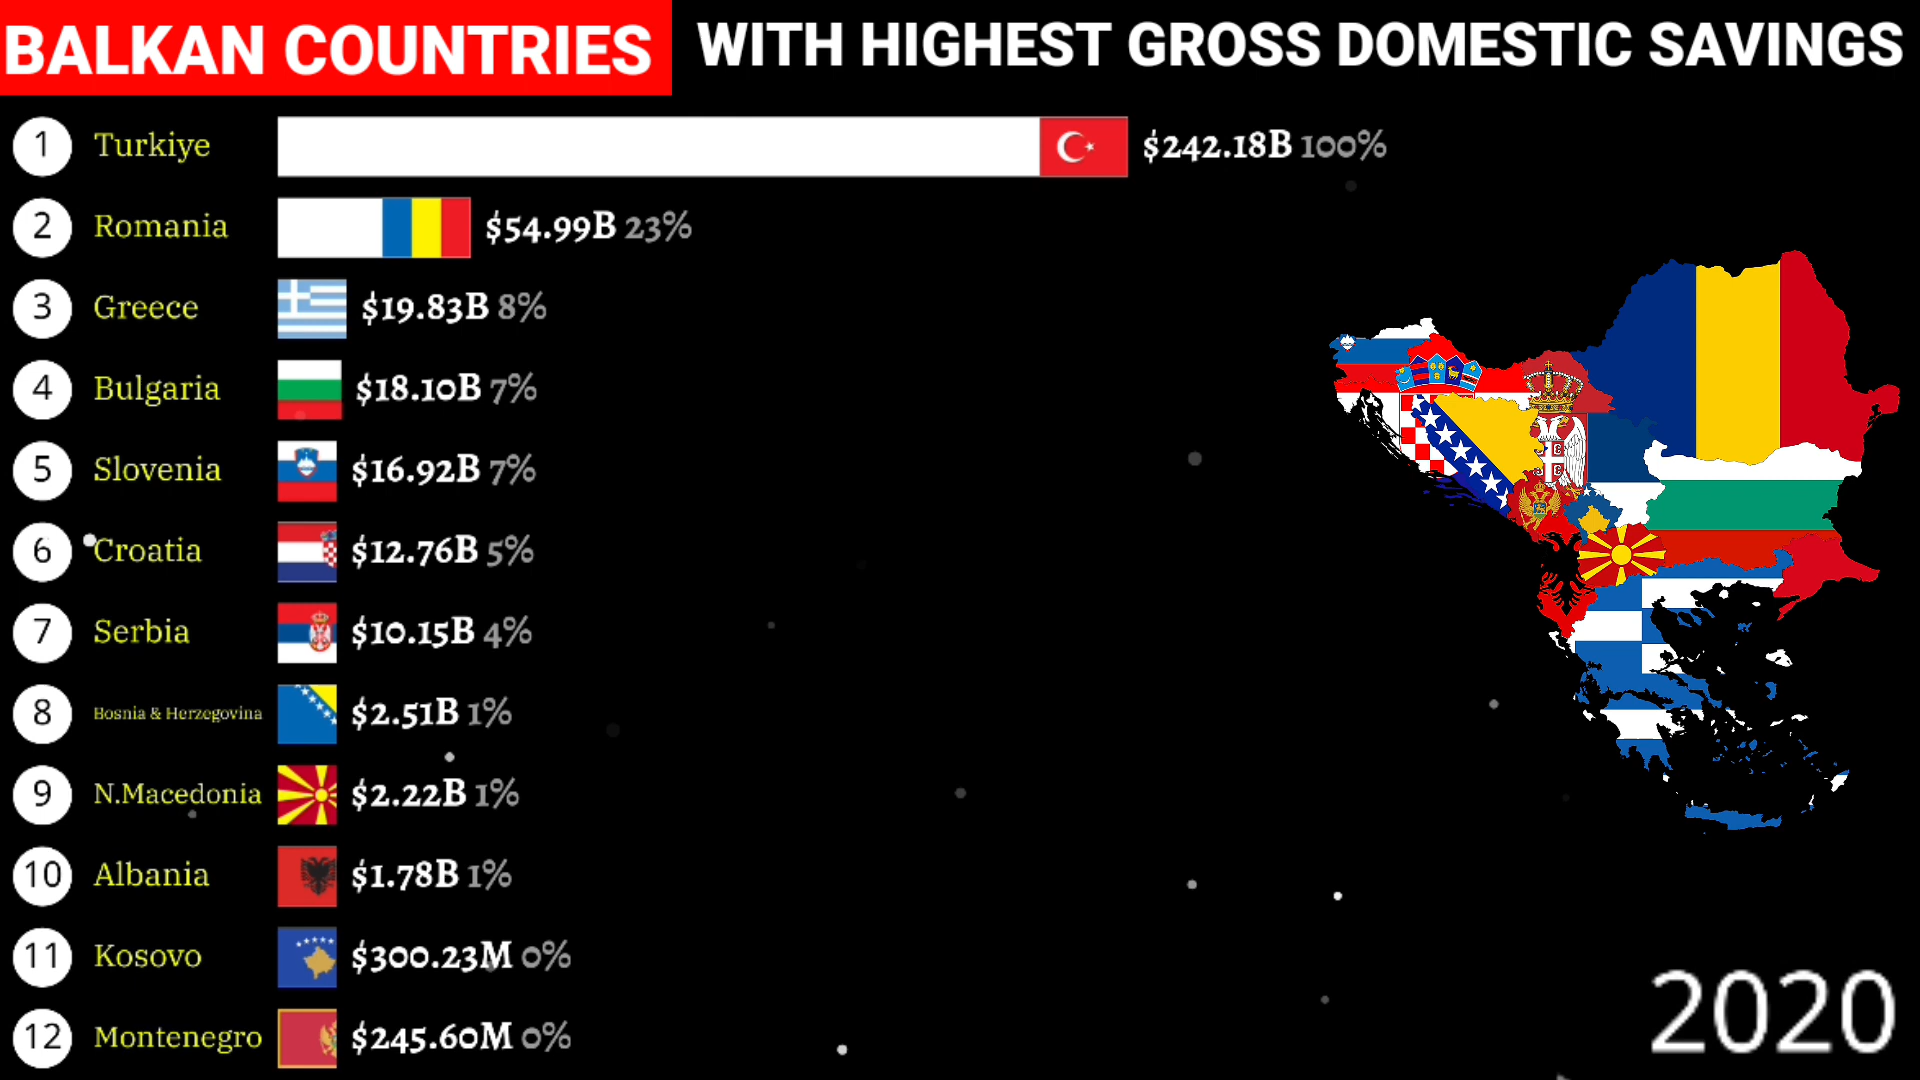 BALKAN COUNTRIES WITH HIGHEST GROSS DOMESTIC SAVINGS
1 Turkiye $242.18B 100%
2 Romania $54.99B 23%
3 Greece $19.83B 8%
4 Bulgaria $18.10B 7%
5 Slovenia $16.92B 7%
6 Croatia $12.76B 5%
7 Serbia $10.15B 4%
8 Bosnia & Herzegovina $2.51B 1%
9 N.Macedonia $2.22B 1%
10 Albania $1.78B 1%
11 Kosovo $300.23M 0%
12 Montenegro $245.60M 0%
2020